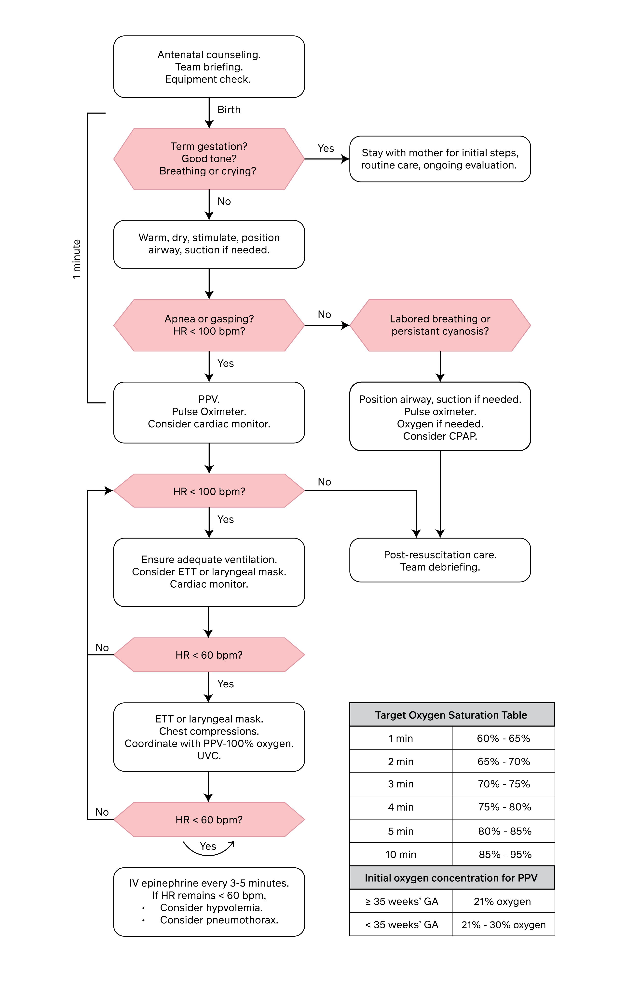 Antenatal counseling.
Team briefing.
Equipment check.
Birth
1 minute
Term gestation?
Good tone?
Breathing or crying?
Yes
Stay with mother for initial steps,
routine care, ongoing evaluation.
No
Warm, dry, stimulate, position
airway, suction if needed.
Apnea or gasping?
HR < 100 bpm?
No
Labored breathing or
persistant cyanosis?
Yes
PPV.
Pulse Oximeter.
Consider cardiac monitor.
Position airway, suction if needed.
Pulse oximeter.
Oxygen if needed.
Consider CPAP.
HR < 100 bpm?
No
Yes
Ensure adequate ventilation.
Consider ETT or laryngeal mask.
Cardiac monitor.
Post-resuscitation care.
Team debriefing.
HR < 60 bpm?
No
Yes
ETT or laryngeal mask.
Chest compressions.
Coordinate with PPV-100% oxygen.
UVC.
HR < 60 bpm?
No
Yes
IV epinephrine every 3-5 minutes.
If HR remains < 60 bpm,
• Consider hypvolemia.
• Consider pneumothorax.
Target Oxygen Saturation Table
1 min 60% - 65%
2 min 65% - 70%
3 min 70% - 75%
4 min 75% - 80%
5 min 80% - 85%
10 min 85% - 95%
Initial oxygen concentration for PPV
≥ 35 weeks’ GA 21% oxygen
< 35 weeks’ GA 21% - 30% oxygen